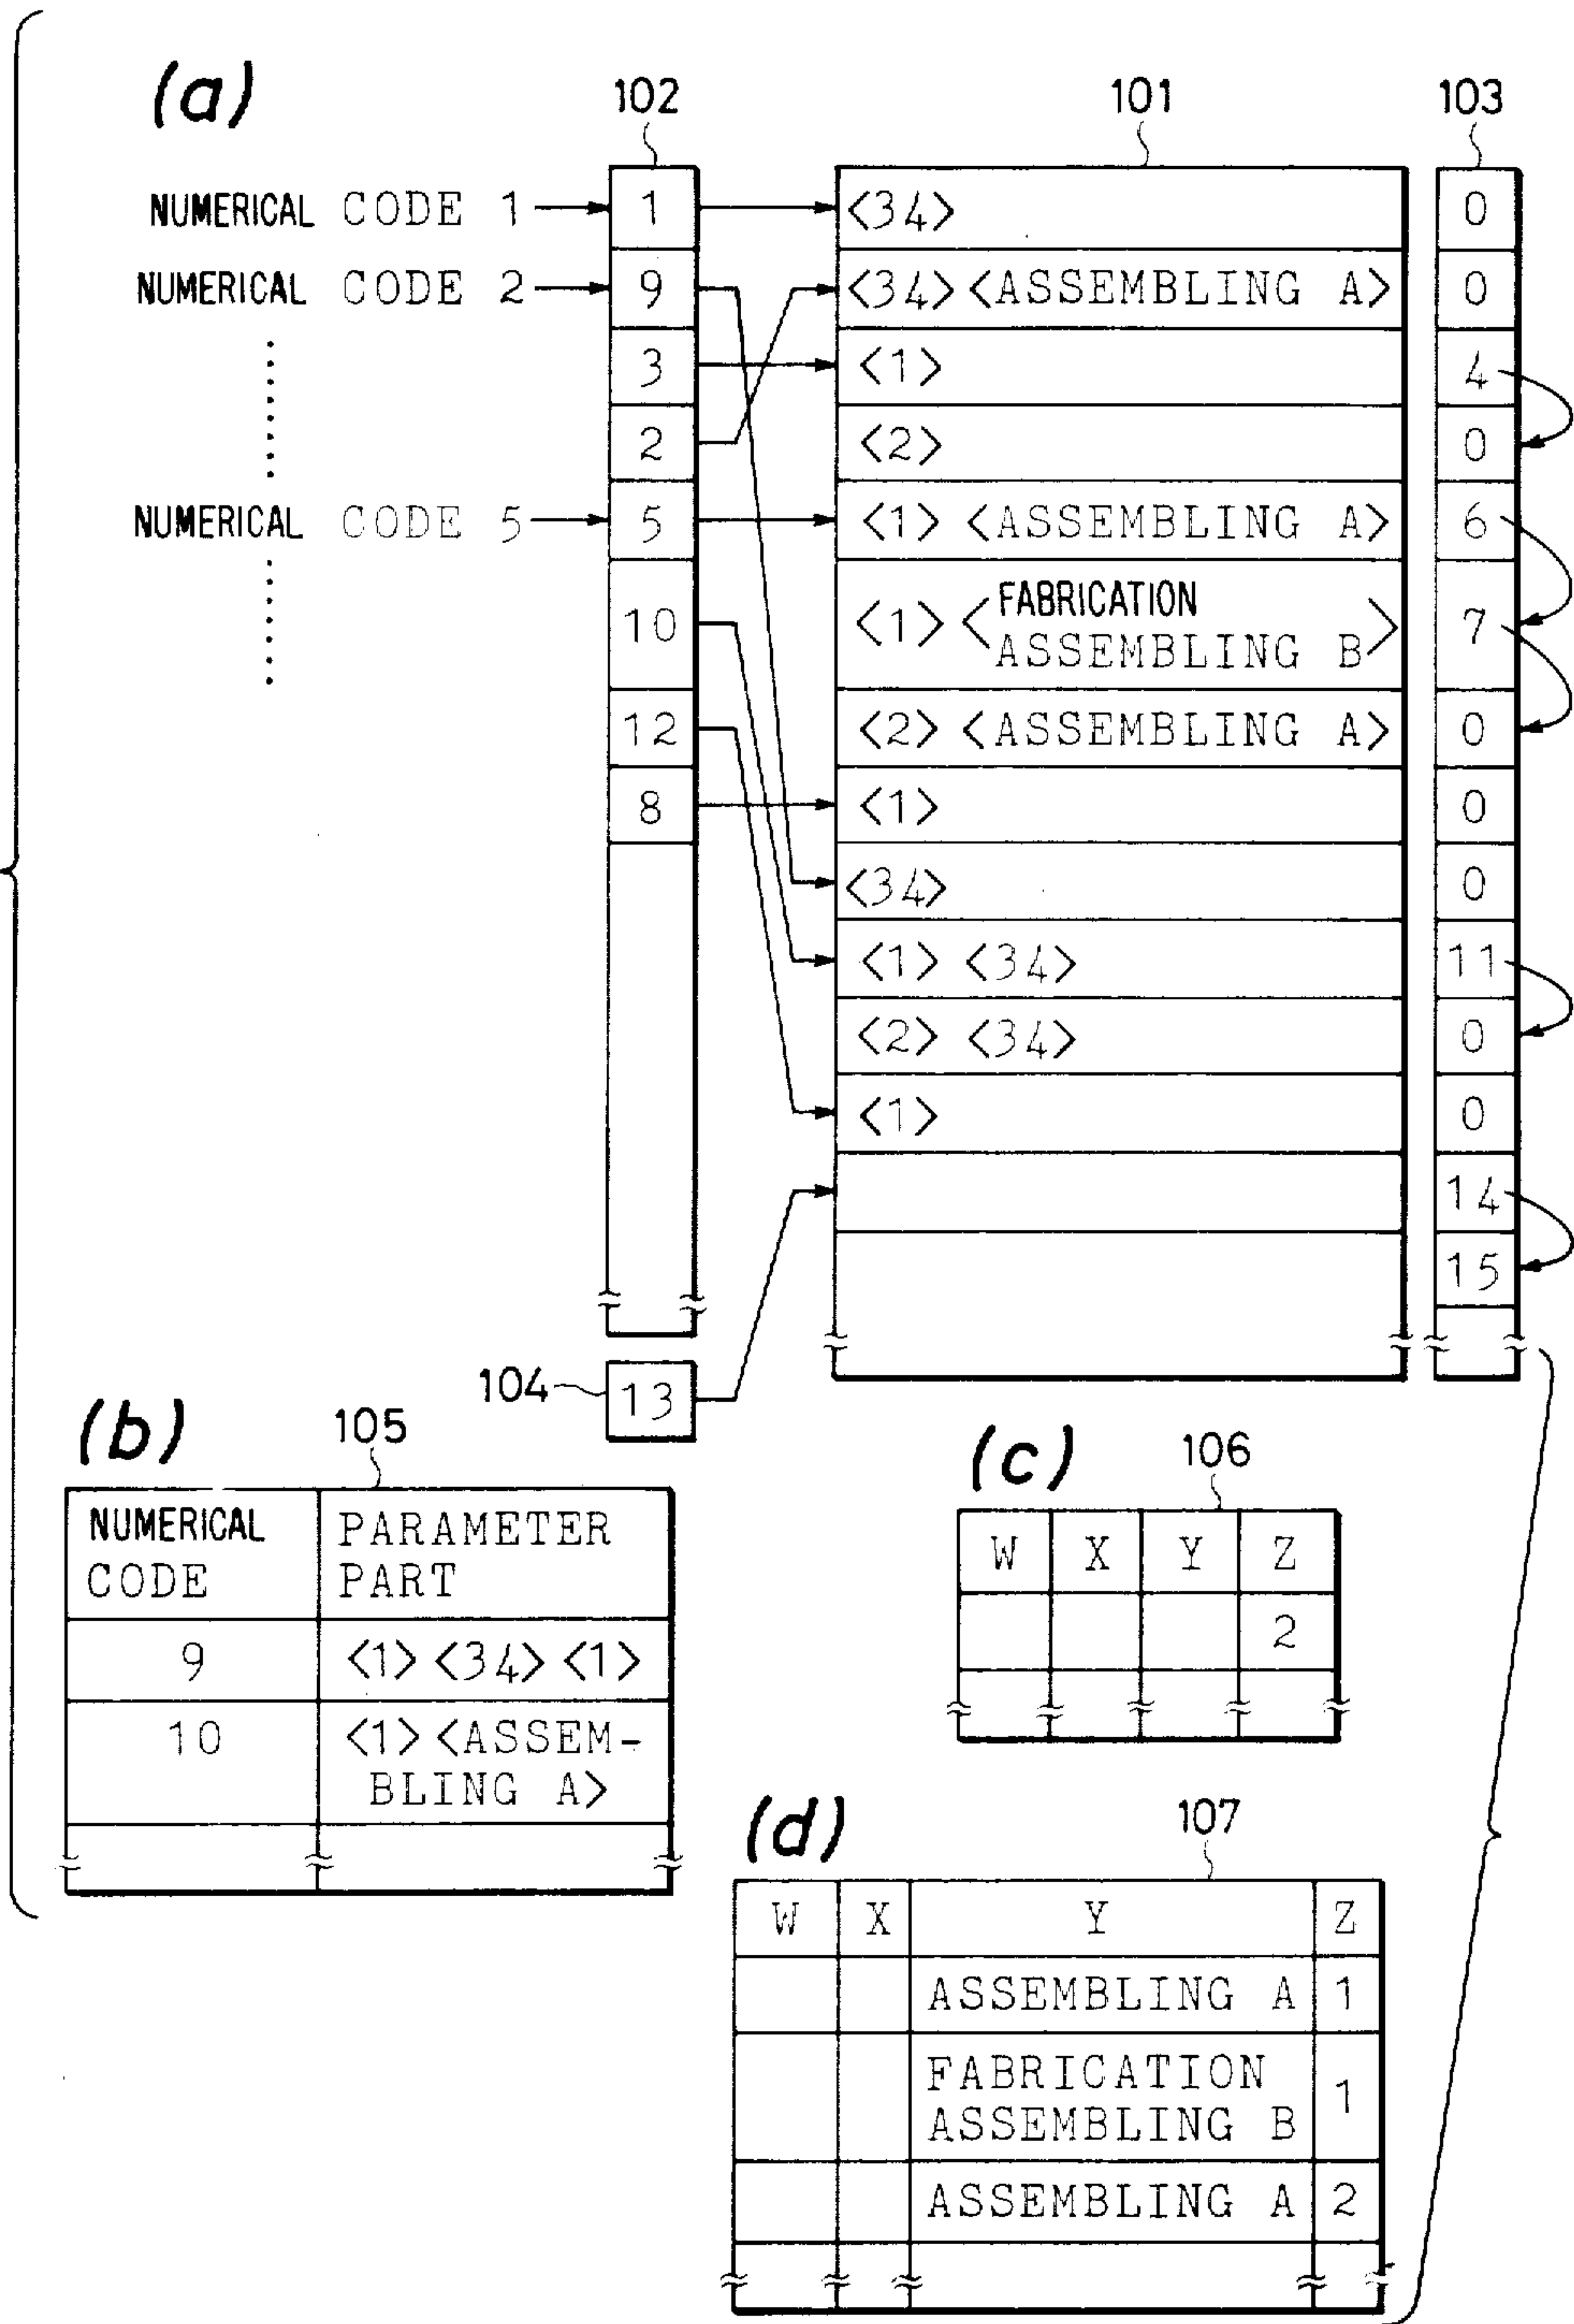 (a)
102 101 103
NUMERICAL CODE 1 1 <34> 0
NUMERICAL CODE 2 9 <34> <ASSEMBLING A> 0
3 <1> 4
2 <2> 0
NUMERICAL CODE 5 5 <1> <ASSEMBLING A> 6
10 <1> <FABRICATION
ASSEMBLING B> 7
12 <2> <ASSEMBLING A> 0
8 <1> 0
<34> 0
<1> <34> 11
<2> <34> 0
<1> 0
14
15
104 13
(b)
105
NUMERICAL PARAMETER
CODE PART
9 <1> <34> <1>
10 <1> <ASSEM-
BLING A>
(c)
106
W X Y Z
2
(d)
107
W X Y Z
ASSEMBLING A 1
FABRICATION
ASSEMBLING B 1
ASSEMBLING A 2